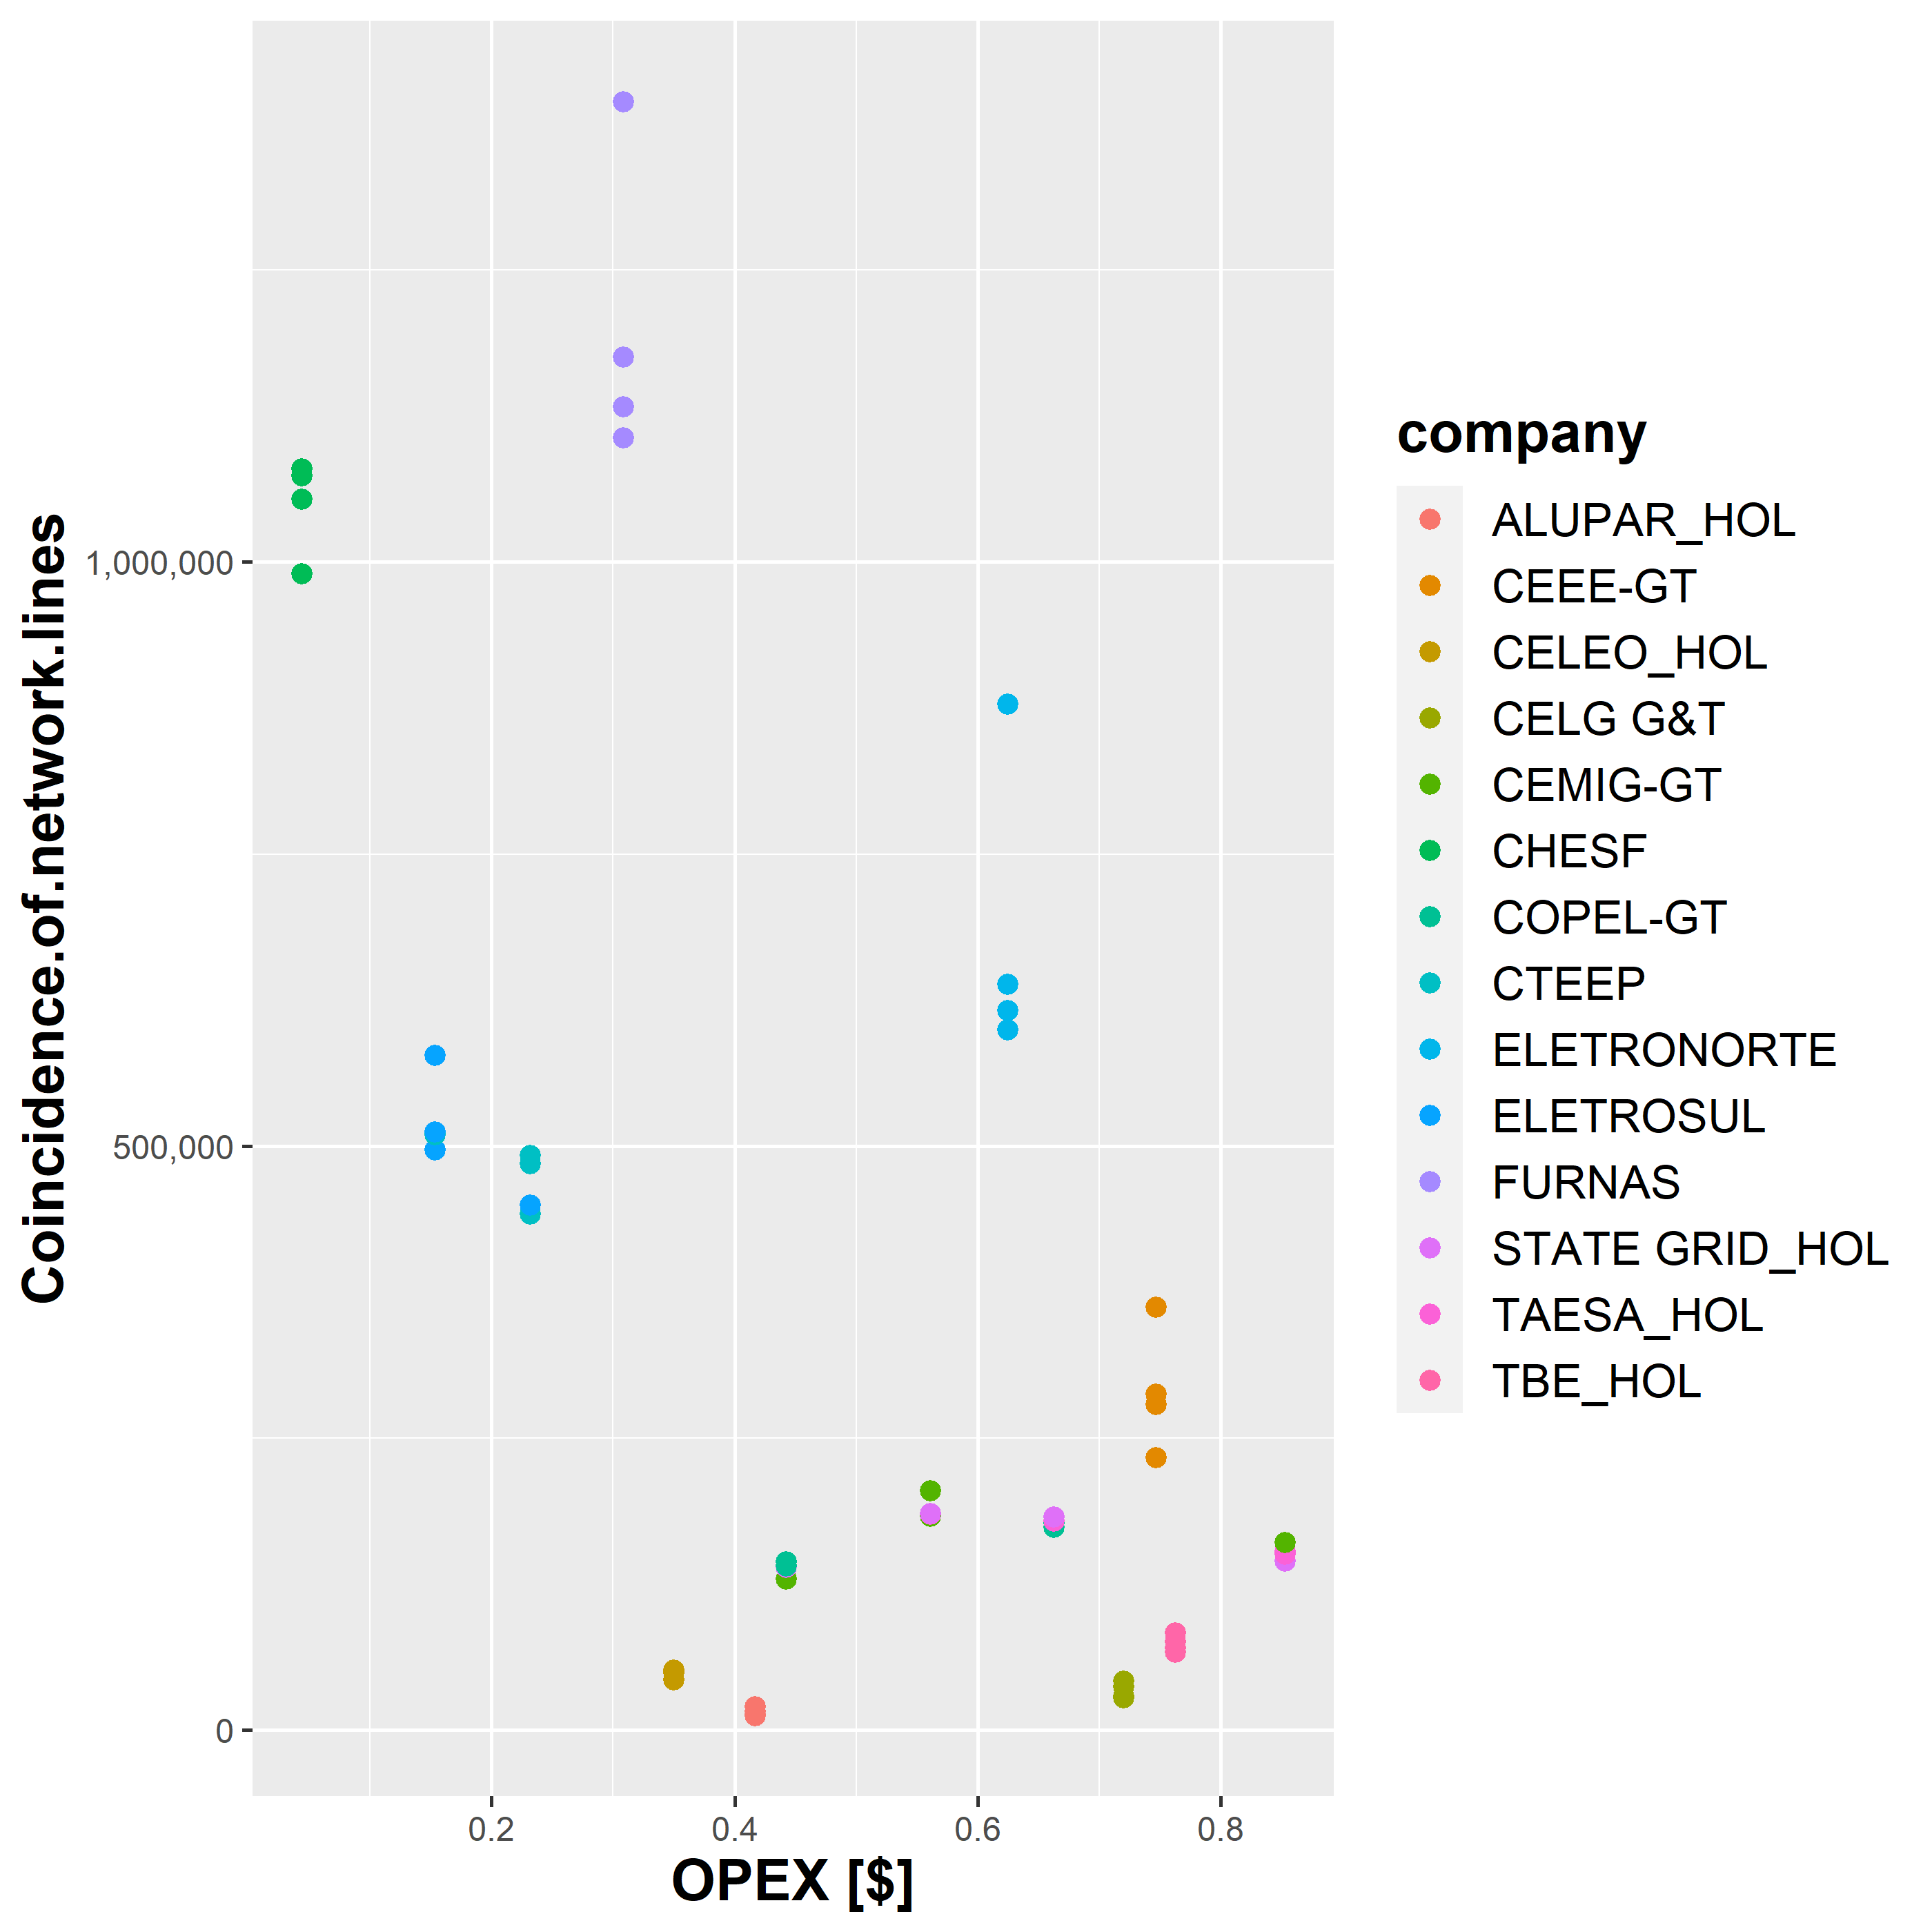 Coincidence.of.network.lines
1,000,000
500,000
0
0.2 0.4 0.6 0.8
OPEX [$]
company
ALUPAR_HOL
CEEE-GT
CELEO_HOL
CELG G&T
CEMIG-GT
CHESF
COPEL-GT
CTEEP
ELETRONORTE
ELETROSUL
FURNAS
STATE GRID_HOL
TAESA_HOL
TBE_HOL